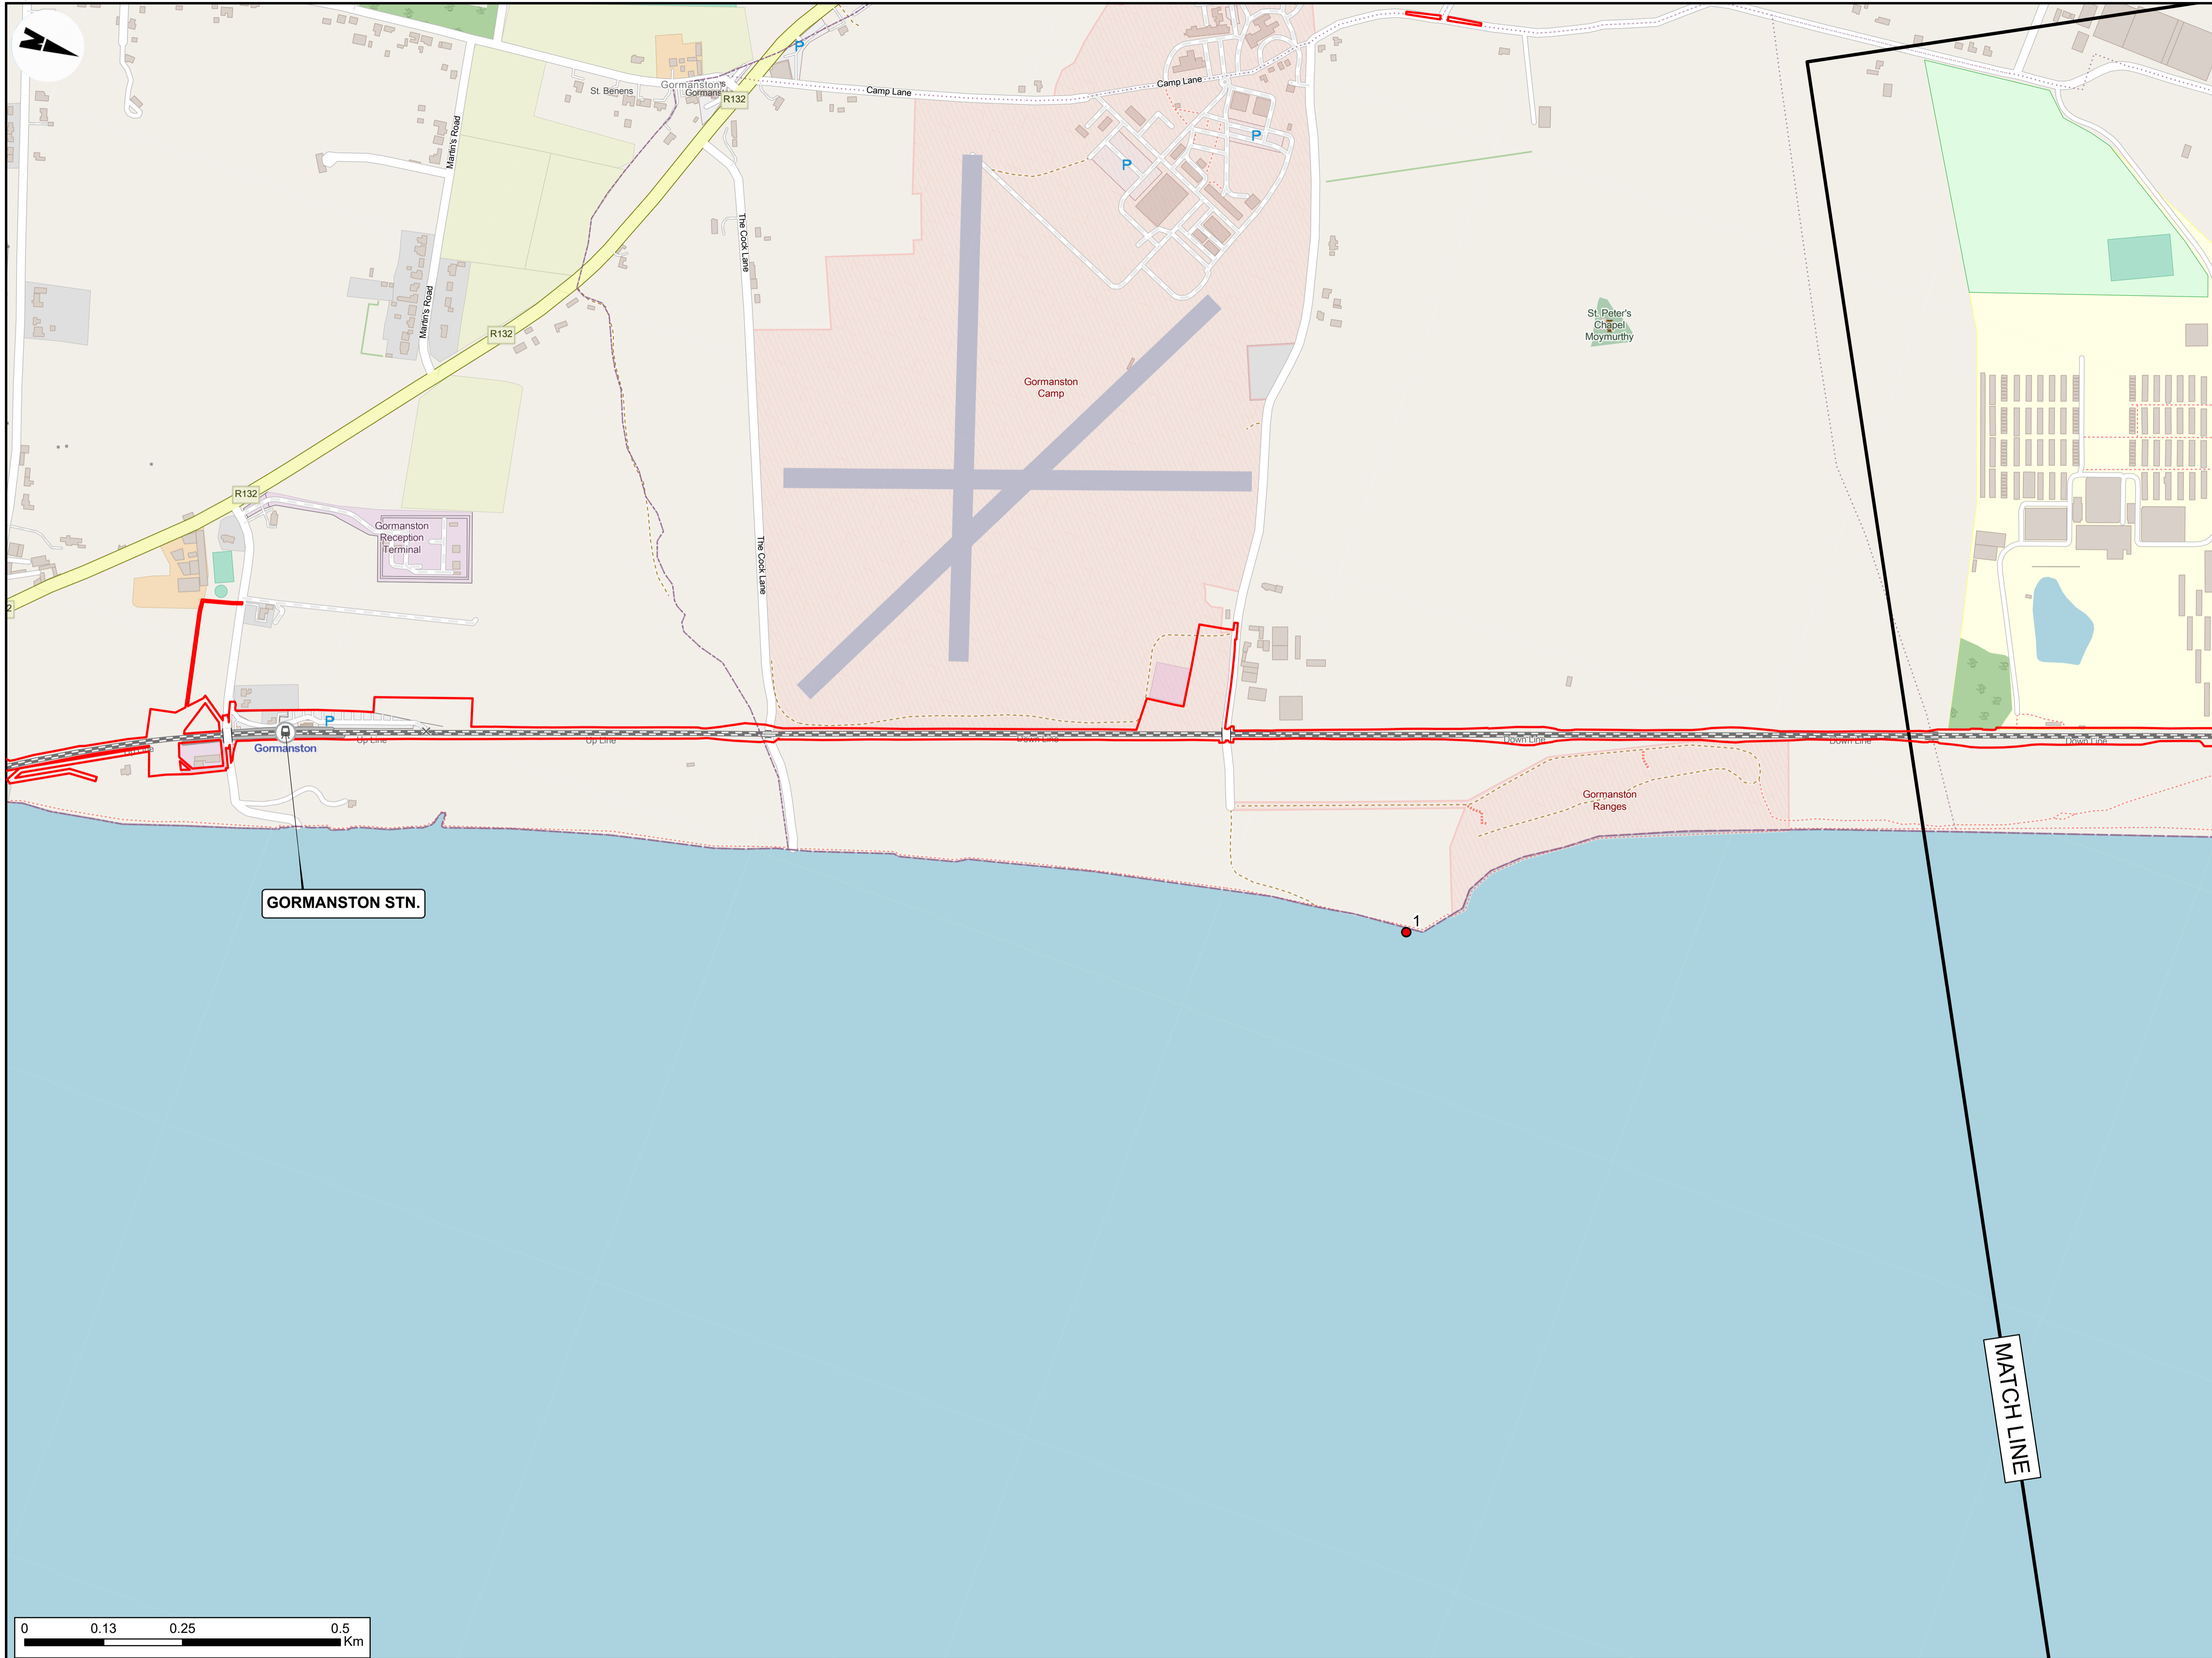 P
St. Benens
Gormanston
Gormans
R132
Camp Lane
Camp Lane
P
P
Martin's Road
The Cock Lane
Martin's Road
R132
St. Peter's
Chapel
Moymurthy
Gormanston
Camp
R132
Gormanston
Reception
Terminal
The Cock Lane
2
P
Gormanston
Up Line
Up Line
Down Line
Down Line
Down Line
Down Line
Gormanston
Ranges
GORMANSTON STN.
1
MATCH LINE
0 0.13 0.25 0.5
Km